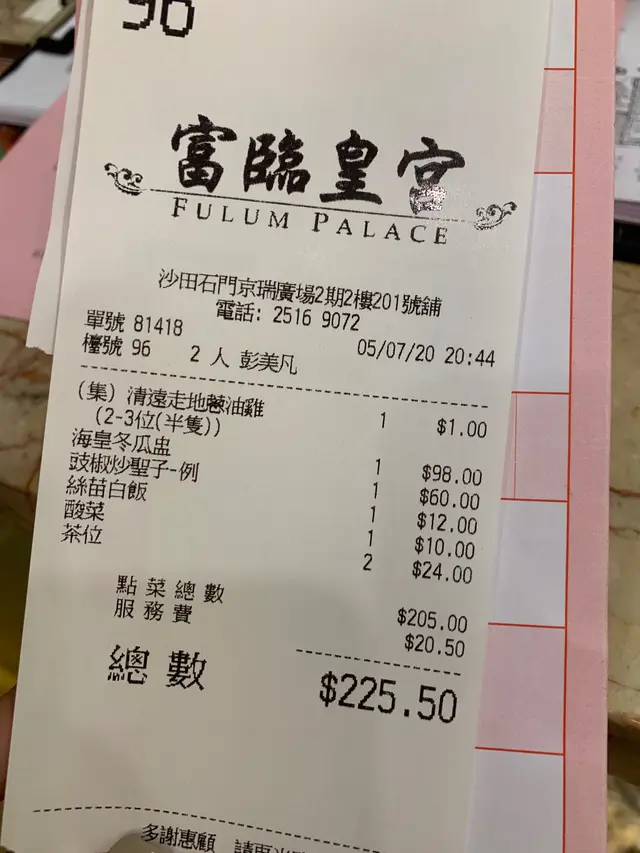 96
富臨皇宮
FULUM PALACE
沙田石門京瑞廣場2期2樓201號舖
電話: 2516 9072
單號 81418
05/07/20 20:44
檯號 96 2 人 彭美凡
(集) 清遠走地蔥油雞 1 $1.00
(2-3位(半隻))
海皇冬瓜盅 1 $98.00
豉椒炒聖子-例 1 $60.00
絲苗白飯 1 $12.00
酸菜 1 $10.00
茶位 2 $24.00
點菜總數 $205.00
服務費 $20.50
總數 $225.50
多謝惠顧